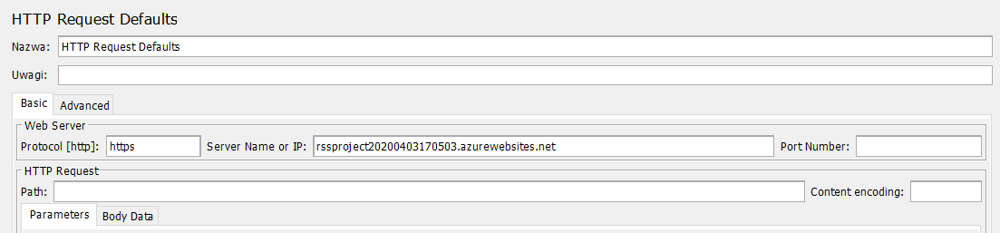 HTTP Request Defaults
Nazwa: HTTP Request Defaults
Uwagi:
Basic Advanced
Web Server
Protocol [http]: https Server Name or IP: rssproject20200403170503.azurewebsites.net Port Number:
HTTP Request
Path: Content encoding:
Parameters Body Data